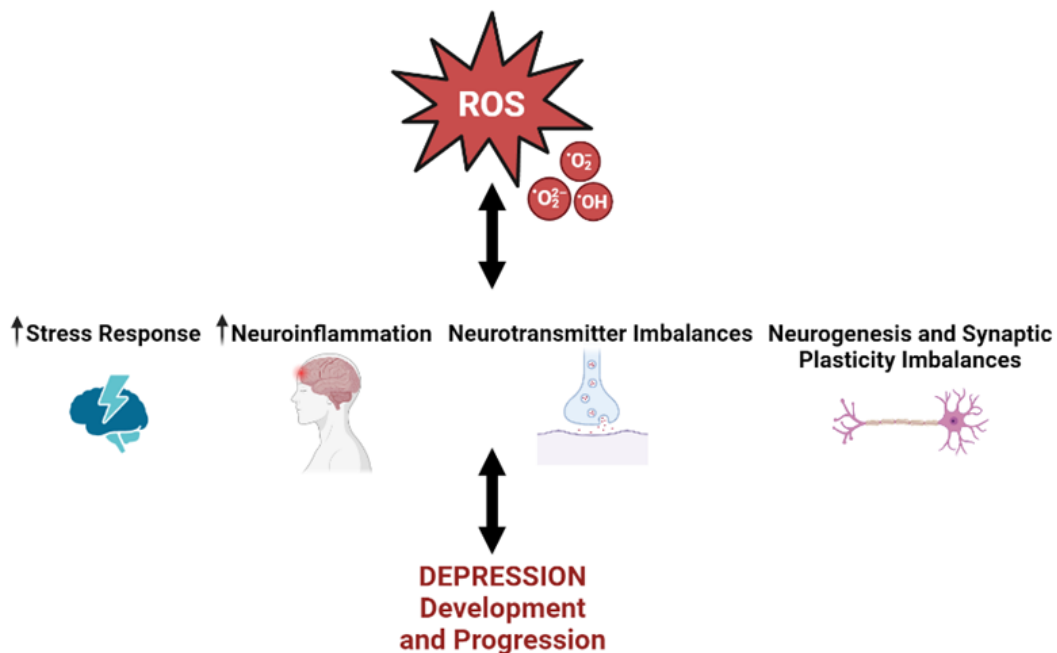 ROS
•O₂⁻
•O₂²⁻
•OH
↑Stress Response
↑Neuroinflammation
Neurotransmitter Imbalances
Neurogenesis and Synaptic
Plasticity Imbalances
DEPRESSION
Development
and Progression